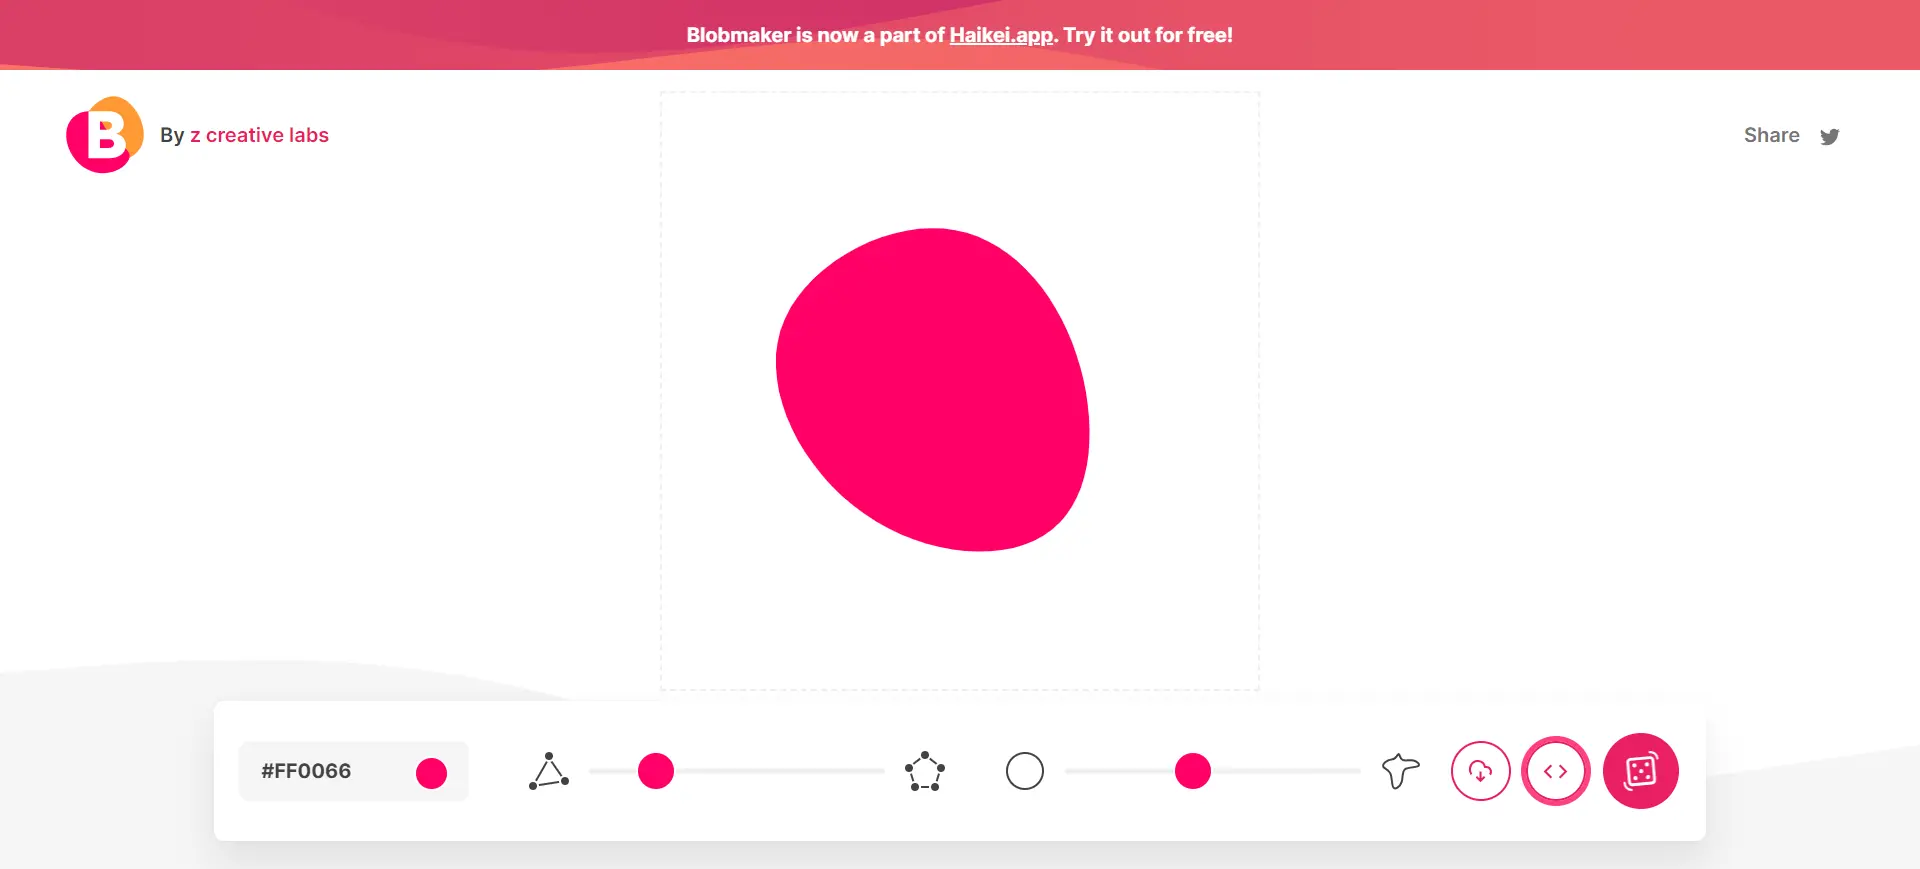 Blobmaker is now a part of Haikei.app. Try it out for free!
B
By z creative labs
Share
#FF0066